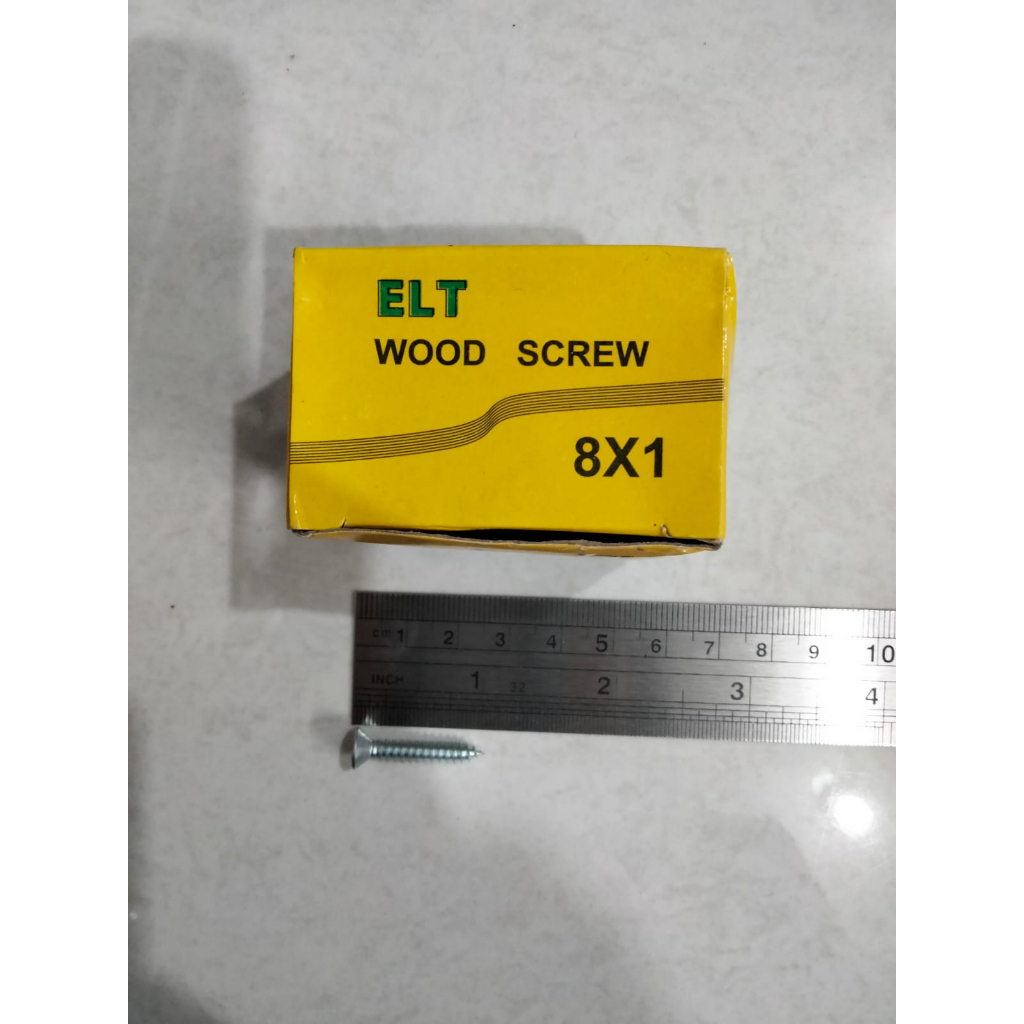 ELT
WOOD SCREW
8X1
cm 1 2 3 4 5 6 7 8 9 10
INCH 1 32 2 3 4